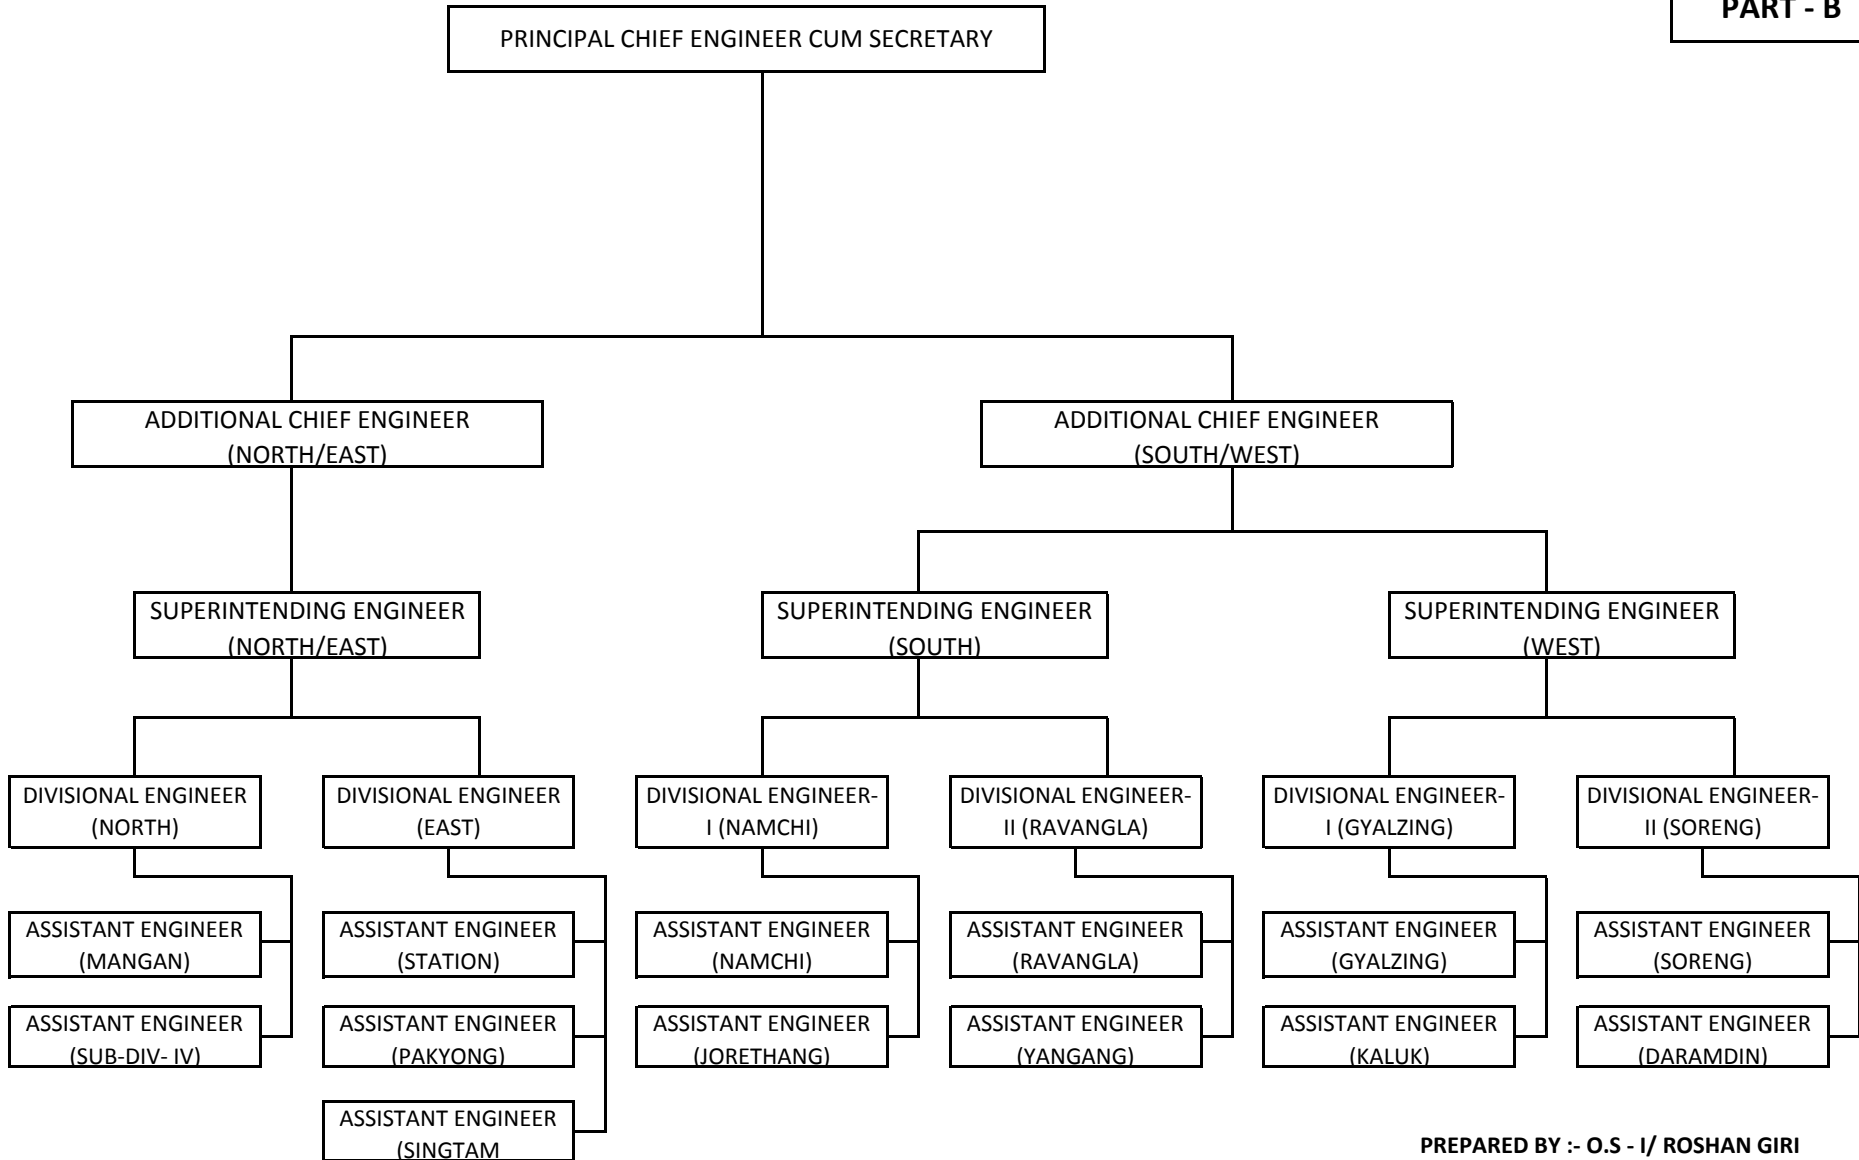 PART - B
PRINCIPAL CHIEF ENGINEER CUM SECRETARY
ADDITIONAL CHIEF ENGINEER
(NORTH/EAST)
ADDITIONAL CHIEF ENGINEER
(SOUTH/WEST)
SUPERINTENDING ENGINEER
(NORTH/EAST)
SUPERINTENDING ENGINEER
(SOUTH)
SUPERINTENDING ENGINEER
(WEST)
DIVISIONAL ENGINEER
(NORTH)
DIVISIONAL ENGINEER
(EAST)
DIVISIONAL ENGINEER-
I (NAMCHI)
DIVISIONAL ENGINEER-
II (RAVANGLA)
DIVISIONAL ENGINEER-
I (GYALZING)
DIVISIONAL ENGINEER-
II (SORENG)
ASSISTANT ENGINEER
(MANGAN)
ASSISTANT ENGINEER
(STATION)
ASSISTANT ENGINEER
(NAMCHI)
ASSISTANT ENGINEER
(RAVANGLA)
ASSISTANT ENGINEER
(GYALZING)
ASSISTANT ENGINEER
(SORENG)
ASSISTANT ENGINEER
(SUB-DIV- IV)
ASSISTANT ENGINEER
(PAKYONG)
ASSISTANT ENGINEER
(JORETHANG)
ASSISTANT ENGINEER
(YANGANG)
ASSISTANT ENGINEER
(KALUK)
ASSISTANT ENGINEER
(DARAMDIN)
ASSISTANT ENGINEER
(SINGTAM
PREPARED BY :- O.S - I/ ROSHAN GIRI